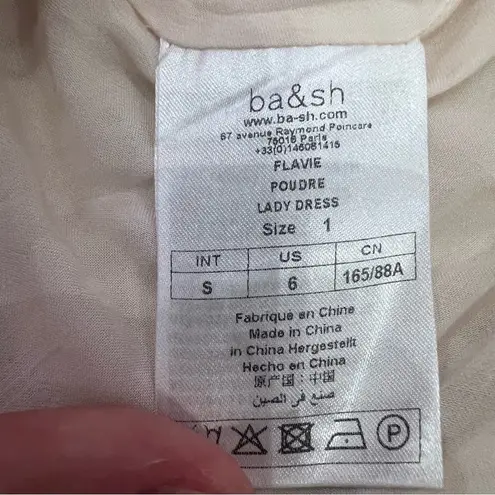 ba&sh
www.ba-sh.com
67 avenue Raymond Poincare
75016 Paris
+33(0)146081415
FLAVIE
POUDRE
LADY DRESS
Size 1
INT US CN
S 6 165/88A
Fabrique en Chine
Made in China
in China Hergestellt
Hecho en China
原产国：中国
صنع في الصين
P